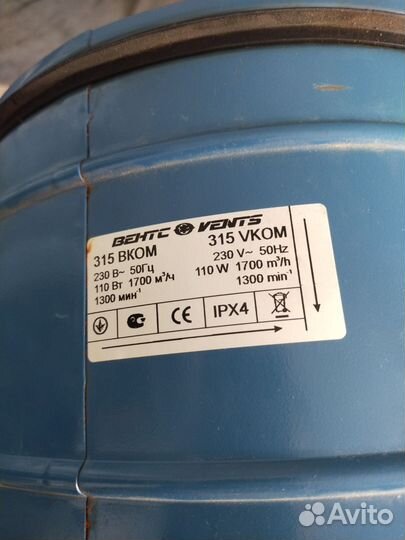 ВЕНТС VENTS
315 ВКОМ 315 VKOM
230 В~ 50Гц 230 V~ 50Hz
110 Вт 1700 м³/ч 110 W 1700 m³/h
1300 мин⁻¹ 1300 min⁻¹
CE IPX4
Avito